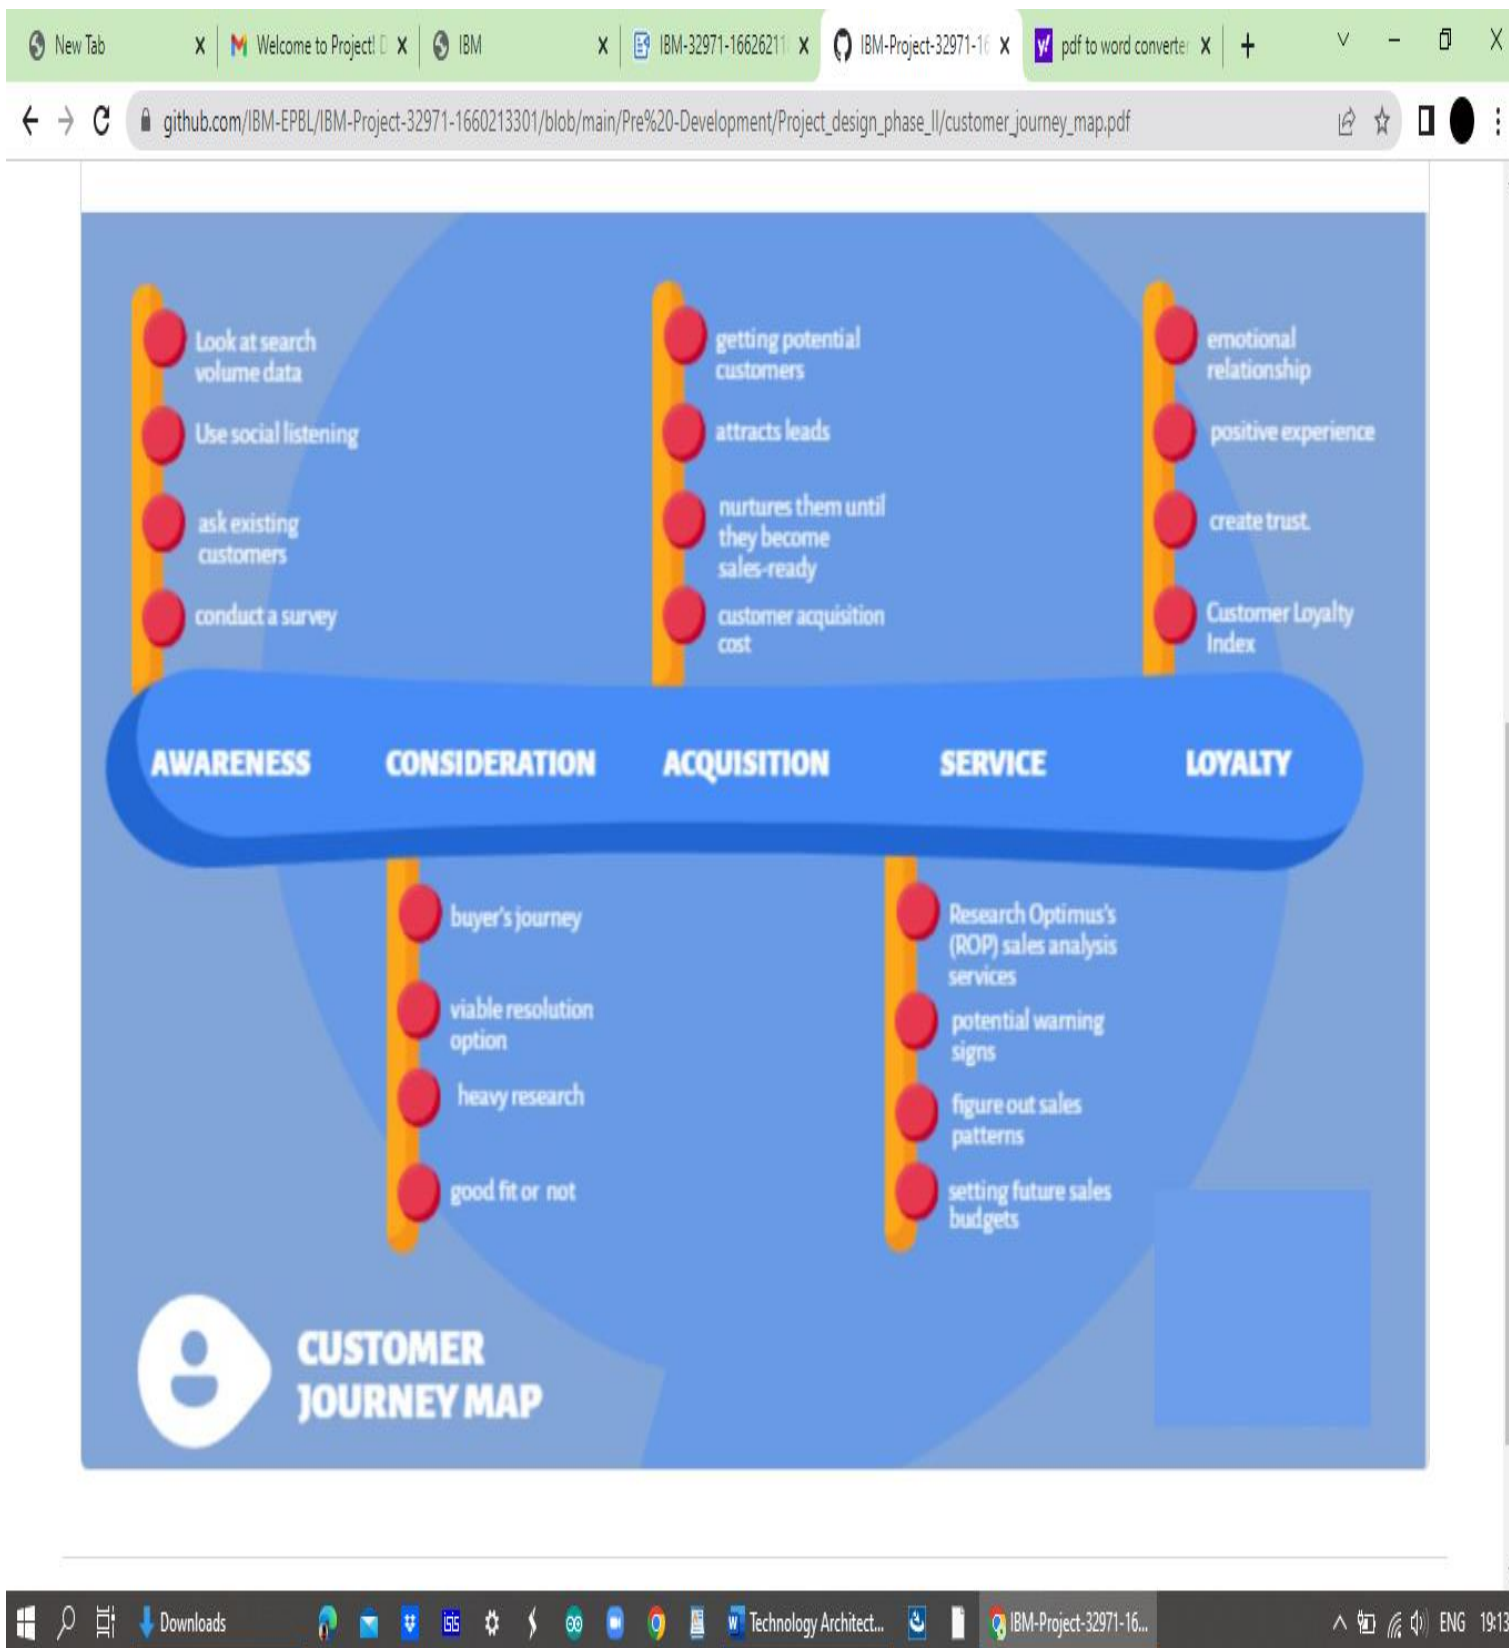 New Tab
Welcome to Project!
IBM
IBM-32971-16626211
IBM-Project-32971-16
pdf to word converte
github.com/IBM-EPBL/IBM-Project-32971-1660213301/blob/main/Pre%20-Development/Project_design_phase_II/customer_journey_map.pdf
Look at search
volume data
Use social listening
ask existing
customers
conduct a survey
getting potential
customers
attracts leads
nurtures them until
they become
sales-ready
customer acquisition
cost
emotional
relationship
positive experience
create trust.
Customer Loyalty
Index
AWARENESS
CONSIDERATION
ACQUISITION
SERVICE
LOYALTY
buyer's journey
viable resolution
option
heavy research
good fit or not
Research Optimus's
(ROP) sales analysis
services
potential warning
signs
figure out sales
patterns
setting future sales
budgets
CUSTOMER
JOURNEY MAP
Downloads
isis
Technology Architect...
IBM-Project-32971-16...
ENG
19:13